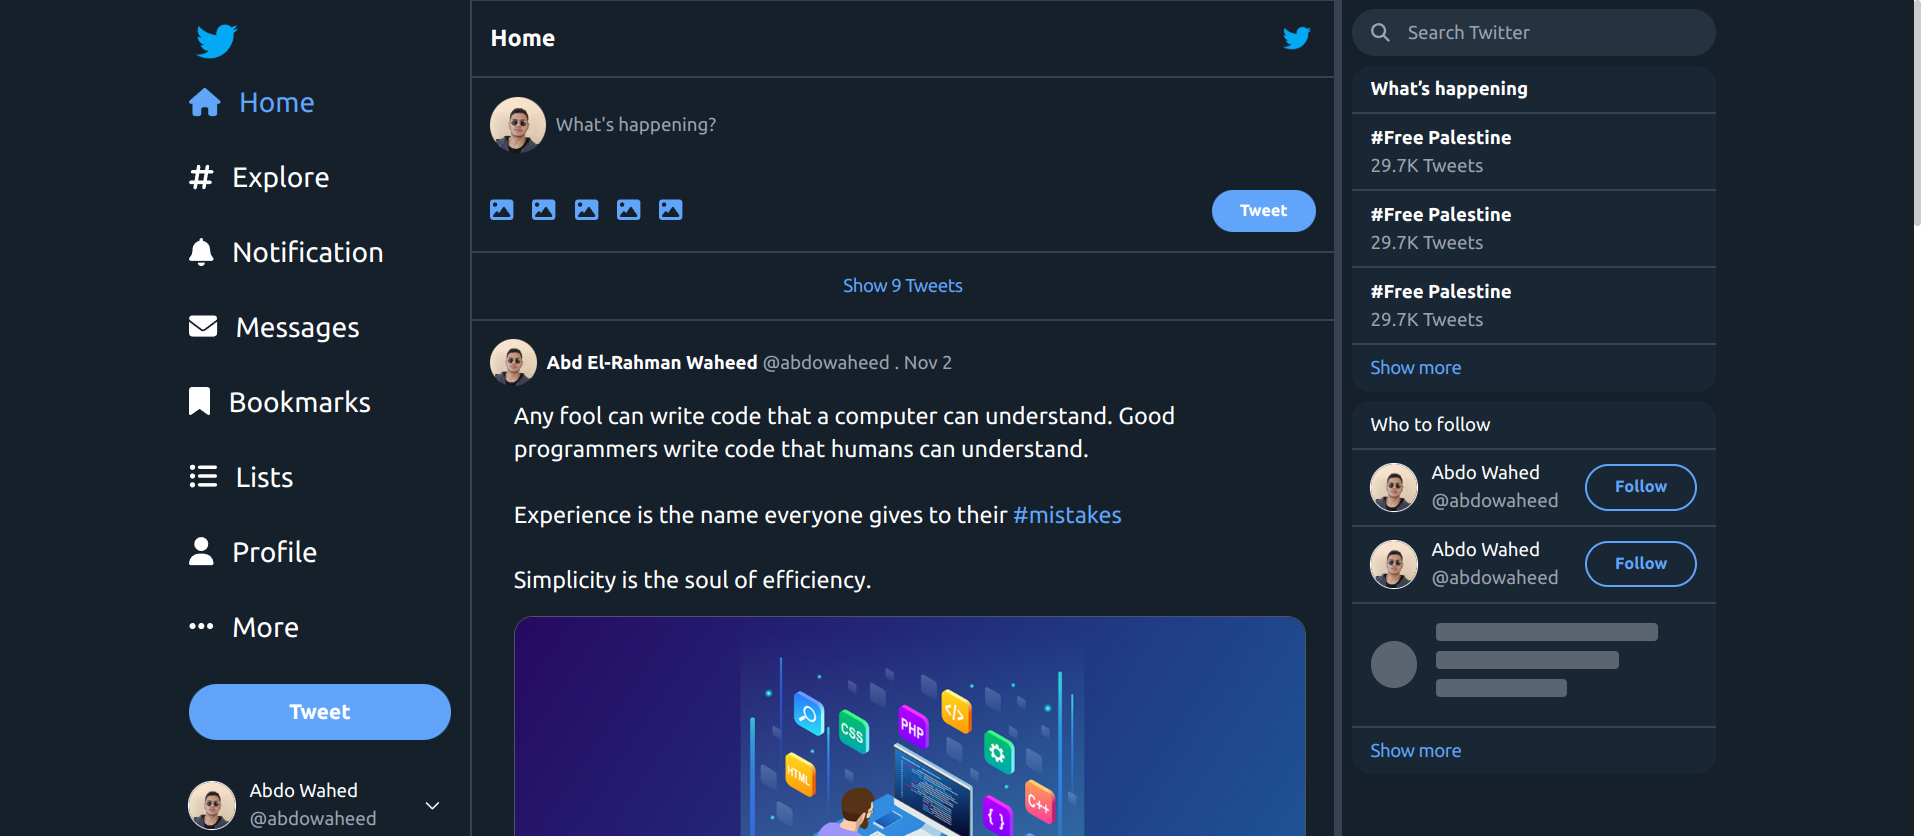 Home
Explore
Notification
Messages
Bookmarks
Lists
Profile
More
Tweet
Abdo Wahed
@abdowaheed
Home
What's happening?
Tweet
Show 9 Tweets
Abd El-Rahman Waheed @abdowaheed . Nov 2
Any fool can write code that a computer can understand. Good
programmers write code that humans can understand.
Experience is the name everyone gives to their #mistakes
Simplicity is the soul of efficiency.
</>
PHP
CSS
HTML
C++
{ }
Search Twitter
What’s happening
#Free Palestine
29.7K Tweets
#Free Palestine
29.7K Tweets
#Free Palestine
29.7K Tweets
Show more
Who to follow
Abdo Wahed
@abdowaheed
Follow
Abdo Wahed
@abdowaheed
Follow
Show more